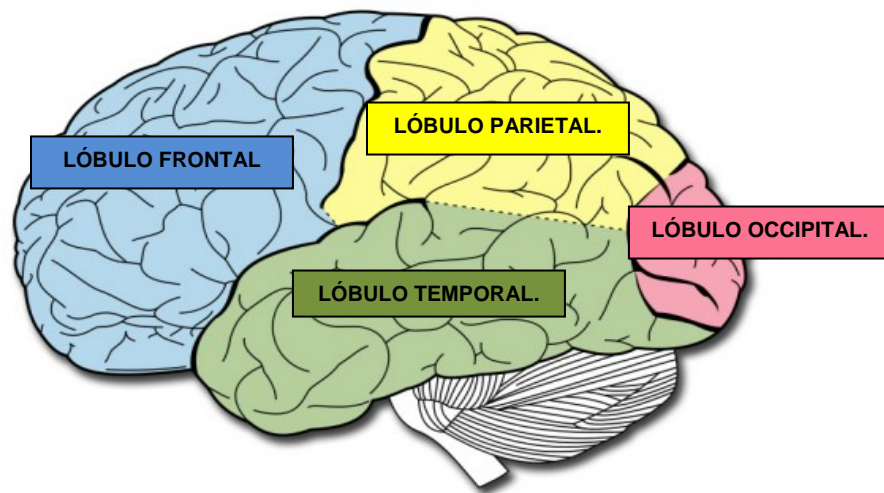 LÓBULO PARIETAL.
LÓBULO FRONTAL
LÓBULO OCCIPITAL.
LÓBULO TEMPORAL.